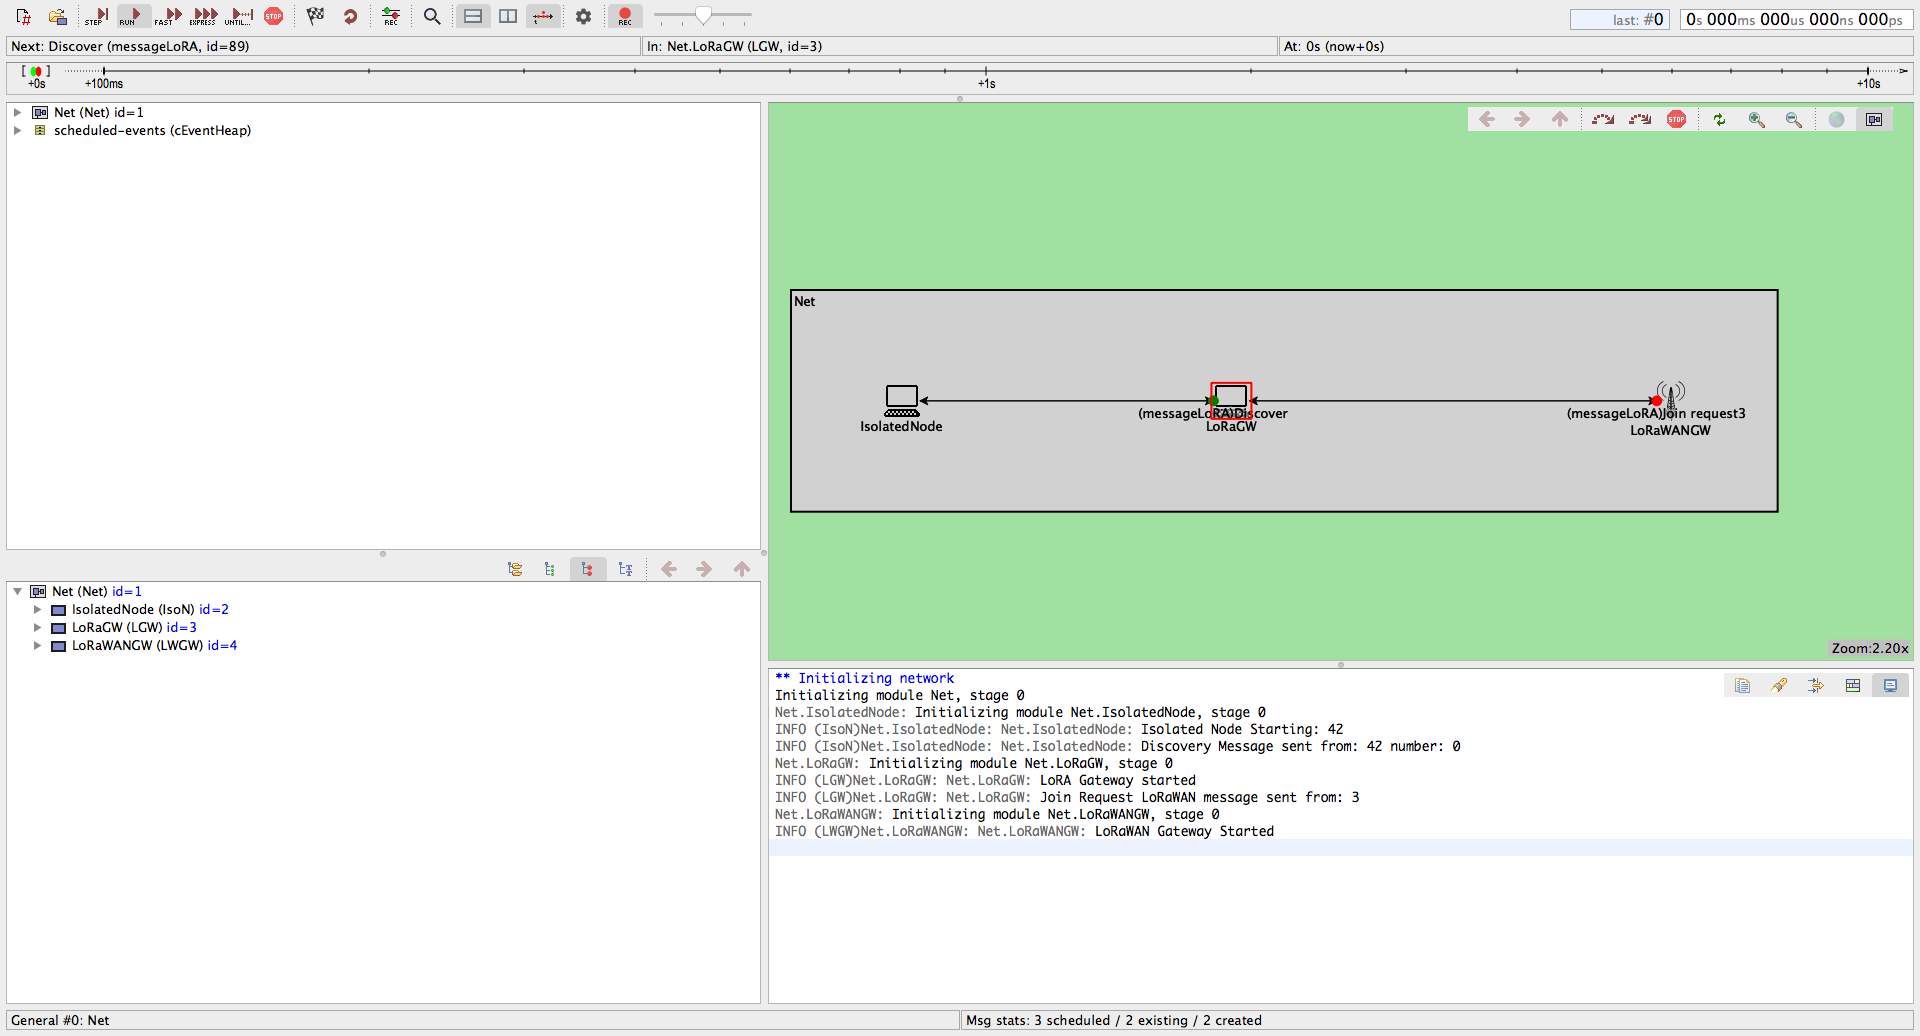 STEP RUN FAST EXPRESS UNTIL... STOP REC REC
last: #0 0s 000ms 000us 000ns 000ps
Next: Discover (messageLoRA, id=89) In: Net.LoRaGW (LGW, id=3) At: 0s (now+0s)
+0s +100ms +1s +10s
Net (Net) id=1
scheduled-events (cEventHeap)
STOP
Net
(messageLoRA)Discover (messageLoRA)Join request3
IsolatedNode LoRaGW LoRaWANGW
Zoom:2.20x
Net (Net) id=1
IsolatedNode (IsoN) id=2
LoRaGW (LGW) id=3
LoRaWANGW (LWGW) id=4
** Initializing network
Initializing module Net, stage 0
Net.IsolatedNode: Initializing module Net.IsolatedNode, stage 0
INFO (IsoN)Net.IsolatedNode: Net.IsolatedNode: Isolated Node Starting: 42
INFO (IsoN)Net.IsolatedNode: Net.IsolatedNode: Discovery Message sent from: 42 number: 0
Net.LoRaGW: Initializing module Net.LoRaGW, stage 0
INFO (LGW)Net.LoRaGW: Net.LoRaGW: LoRA Gateway started
INFO (LGW)Net.LoRaGW: Net.LoRaGW: Join Request LoRaWAN message sent from: 3
Net.LoRaWANGW: Initializing module Net.LoRaWANGW, stage 0
INFO (LWGW)Net.LoRaWANGW: Net.LoRaWANGW: LoRaWAN Gateway Started
General #0: Net Msg stats: 3 scheduled / 2 existing / 2 created